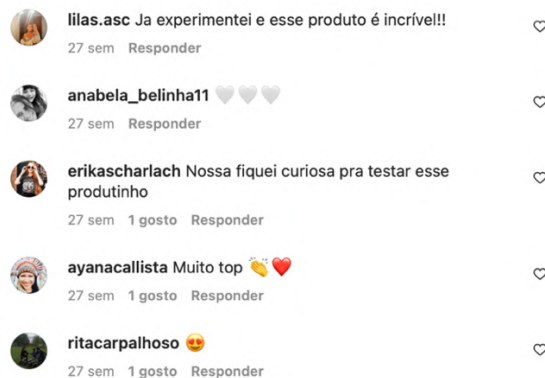 lilas.asc Ja experimentei e esse produto é incrível!!
27 sem Responder
anabela_belinha11 🤍🤍🤍
27 sem Responder
erikascharlach Nossa fiquei curiosa pra testar esse
produtinho
27 sem 1 gosto Responder
ayanacallista Muito top 👏❤️
27 sem 1 gosto Responder
ritacarpalhoso 😍
27 sem 1 gosto Responder